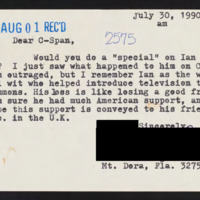 July 30, 1990
am
AUG 01 REC'D
2575
Dear C-Span,
Would you do a "special" on Ian
? I just saw what happened to him on C
m outraged, but I remember Ian as the w
l wit who helped introduce television t
mmons. His loss is like losing a good fr
m sure he had much American support, an
e this support is conveyed to his frie
c. in the U.K.
Sincerely,
Mt. Dora, Fla. 3275